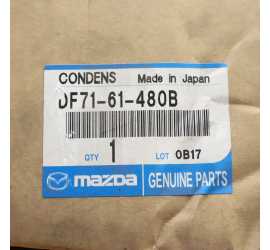 CONDENS Made in Japan
DF71-61-480B
QTY 1 LOT 0B17
mazda GENUINE PARTS